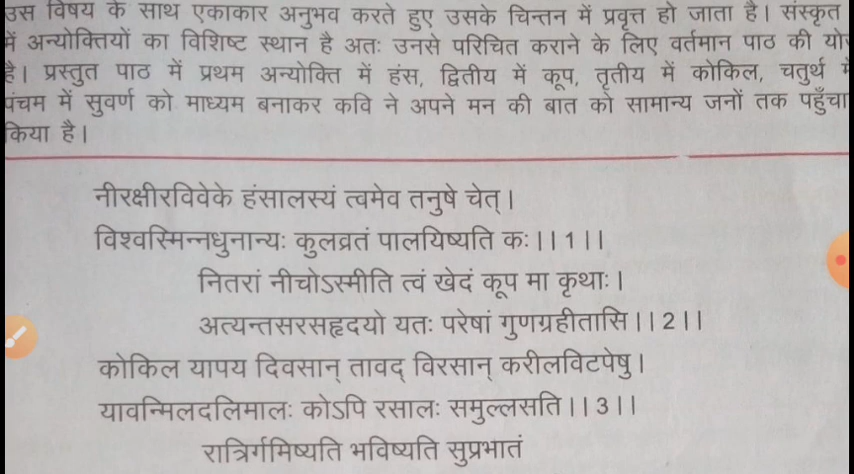 उस विषय के साथ एकाकार अनुभव करते हुए उसके चिन्तन में प्रवृत्त हो जाता है। संस्कृत
में अन्योक्तियों का विशिष्ट स्थान है अतः उनसे परिचित कराने के लिए वर्तमान पाठ की
है। प्रस्तुत पाठ में प्रथम अन्योक्ति में हंस, द्वितीय में कूप, तृतीय में कोकिल, चतुर्थ
पंचम में सुवर्ण को माध्यम बनाकर कवि ने अपने मन की बात को सामान्य जनों तक
किया है।
नीरक्षीरविवेके हंसालस्यं त्वमेव तनुषे चेत्।
विश्वस्मिन्नधुनान्यः कुलव्रतं पालयिष्यति कः।।1।।
नितरां नीचोऽस्मीति त्वं खेदं कूप मा कृथाः।
अत्यन्तसरसहृदयो यतः परेषां गुणग्रहीतासि।।2।।
कोकिल यापय दिवसान् तावद् विरसान् करीलविटपेषु।
यावन्मिलदलिमालः कोऽपि रसालः समुल्लसति।।3।।
रात्रिर्गमिष्यति भविष्यति सुप्रभातं